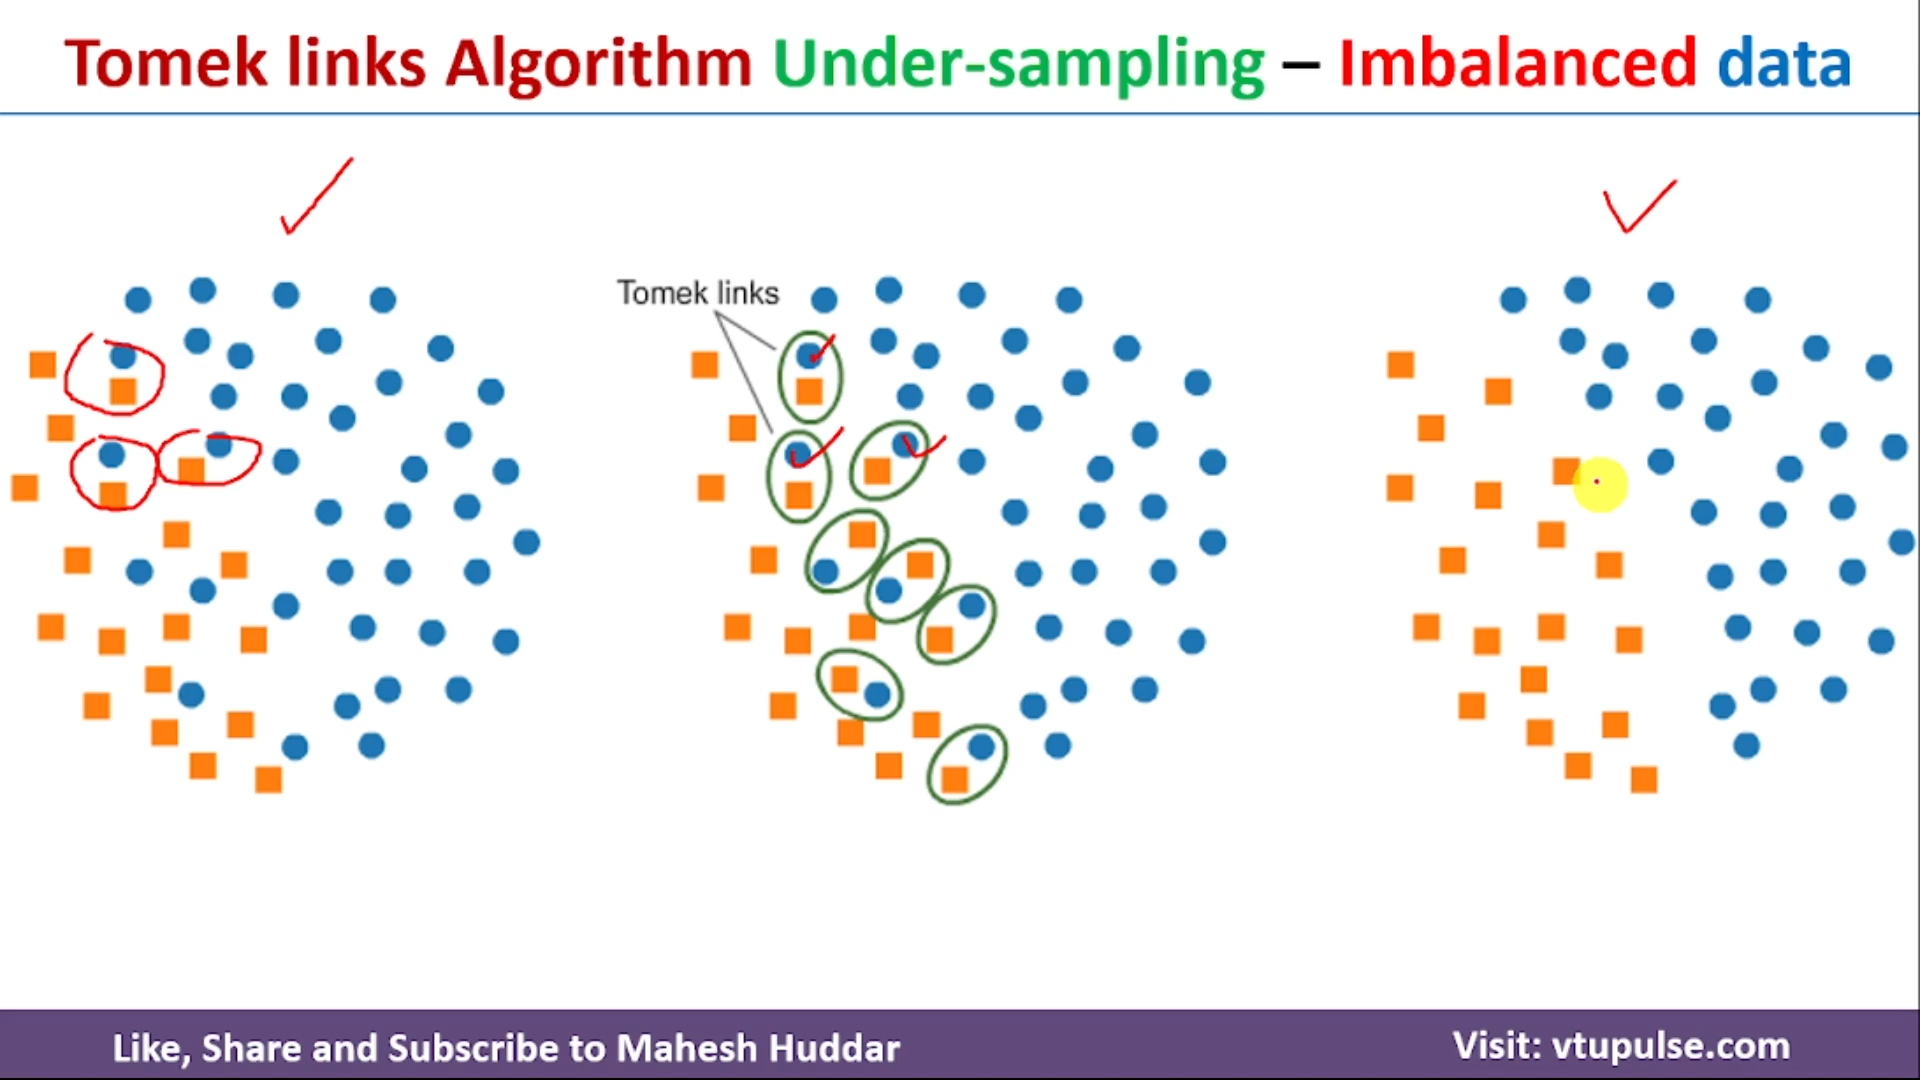 Tomek links Algorithm Under-sampling – Imbalanced data
Tomek links
Like, Share and Subscribe to Mahesh Huddar
Visit: vtupulse.com